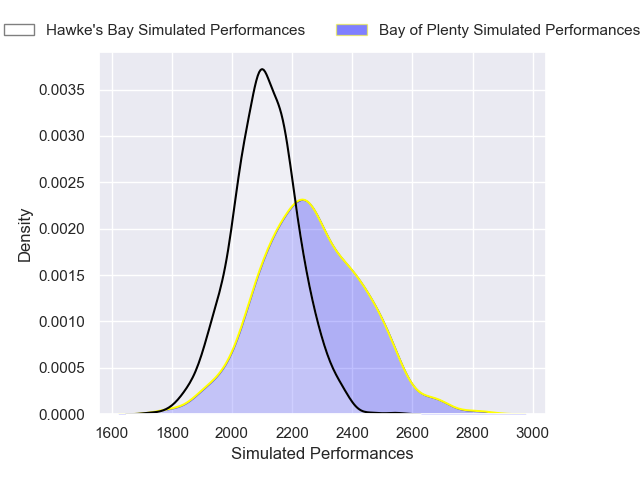 Hawke's Bay Simulated Performances
Bay of Plenty Simulated Performances
0.0035
0.0030
0.0025
0.0020
0.0015
0.0010
0.0005
0.0000
Density
1600 1800 2000 2200 2400 2600 2800 3000
Simulated Performances